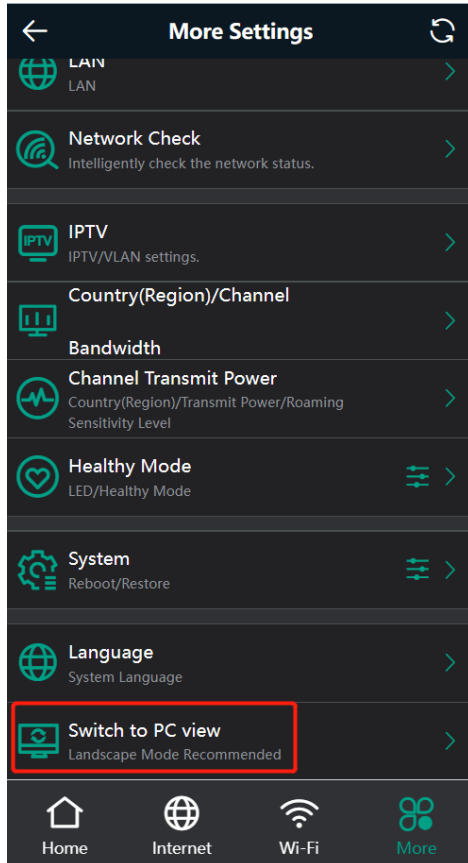 More Settings
LAN
LAN
Network Check
Intelligently check the network status.
IPTV
IPTV
IPTV/VLAN settings.
Country(Region)/Channel
Bandwidth
Channel Transmit Power
Country(Region)/Transmit Power/Roaming
Sensitivity Level
Healthy Mode
LED/Healthy Mode
System
Reboot/Restore
Language
System Language
Switch to PC view
Landscape Mode Recommended
Home Internet Wi-Fi More